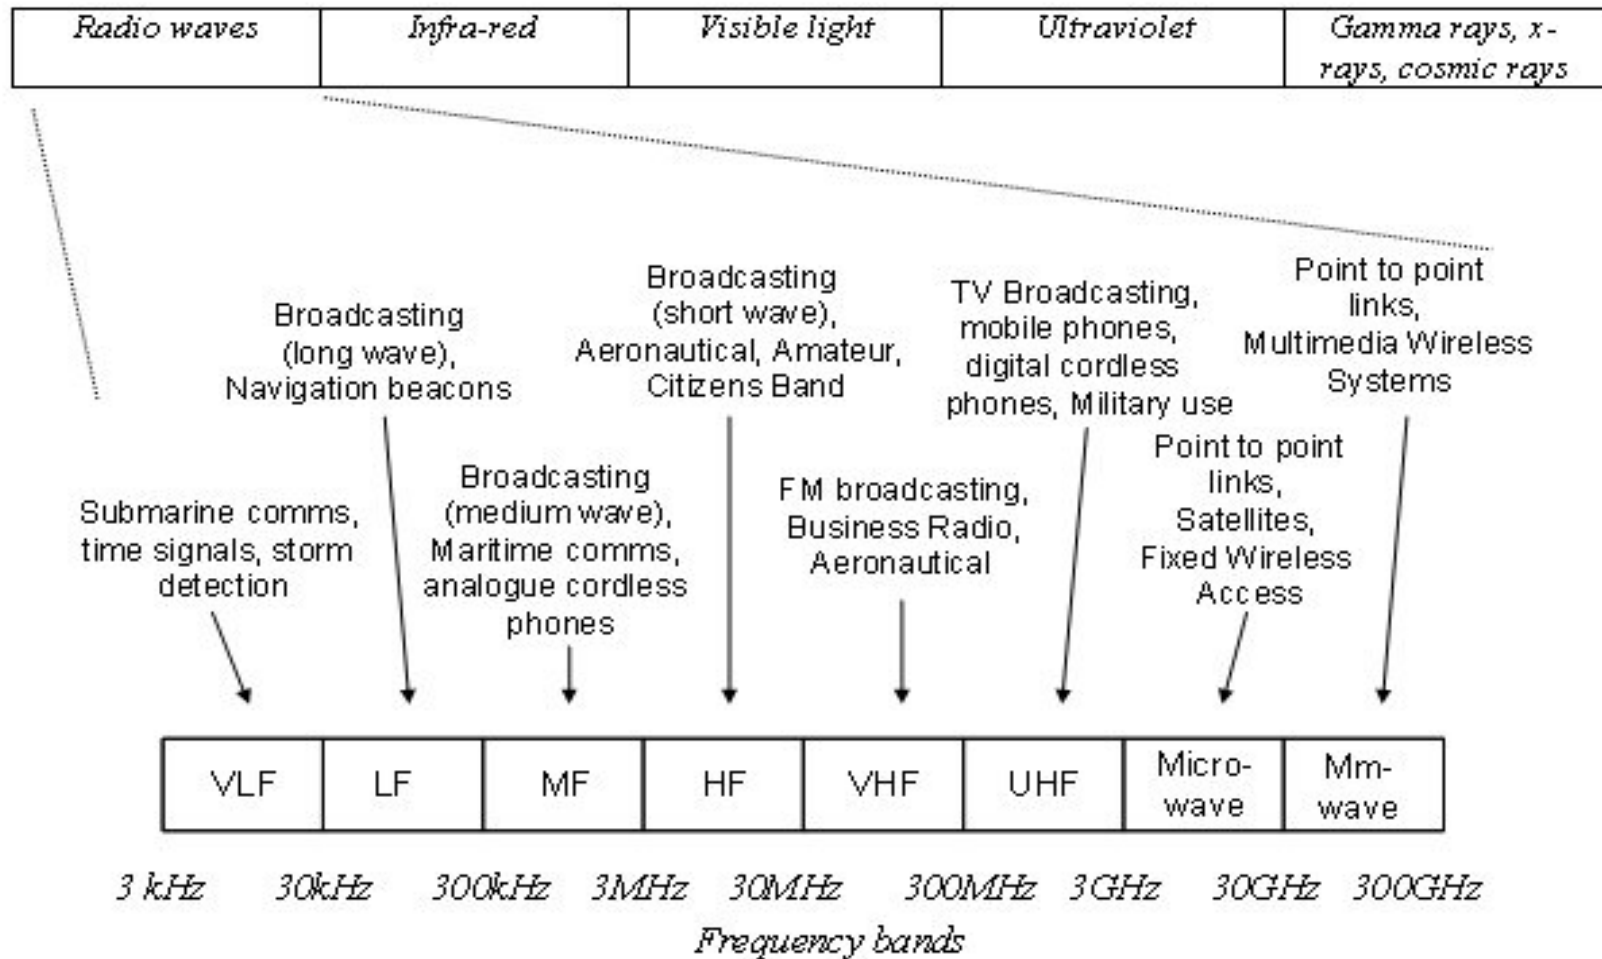 Radio waves
Infra-red
Visible light
Ultraviolet
Gamma rays, x-
rays, cosmic rays
Submarine comms,
time signals, storm
detection
Broadcasting
(long wave),
Navigation beacons
Broadcasting
(medium wave),
Maritime comms,
analogue cordless
phones
Broadcasting
(short wave),
Aeronautical, Amateur,
Citizens Band
FM broadcasting,
Business Radio,
Aeronautical
TV Broadcasting,
mobile phones,
digital cordless
phones, Military use
Point to point
links,
Satellites,
Fixed Wireless
Access
Point to point
links,
Multimedia Wireless
Systems
VLF
LF
MF
HF
VHF
UHF
Micro-
wave
Mm-
wave
3 kHz
30kHz
300kHz
3MHz
30MHz
300MHz
3GHz
30GHz
300GHz
Frequency bands